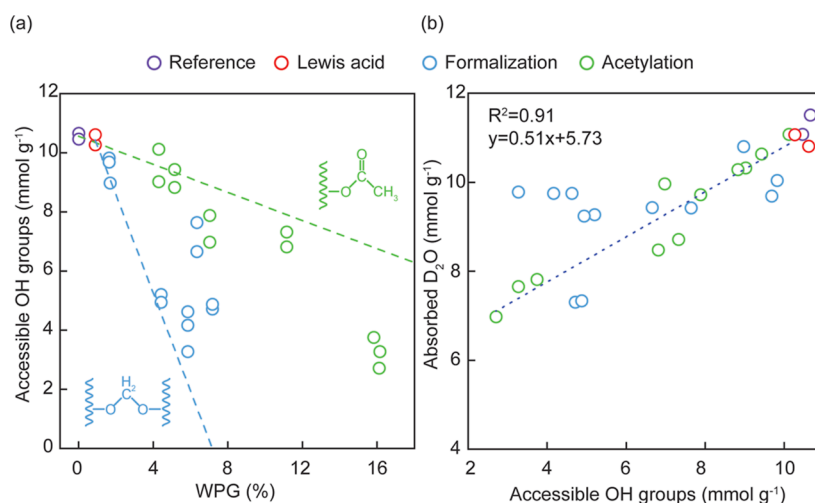 (a)
(b)
Reference Lewis acid Formalization Acetylation
12
10
8
6
4
2
0
Accessible OH groups (mmol g⁻¹)
0 4 8 12 16
WPG (%)
O
C
O CH₃
H₂
C
O O
12
10
8
6
4
Absorbed D₂O (mmol g⁻¹)
R²=0.91
y=0.51x+5.73
2 4 6 8 10
Accessible OH groups (mmol g⁻¹)